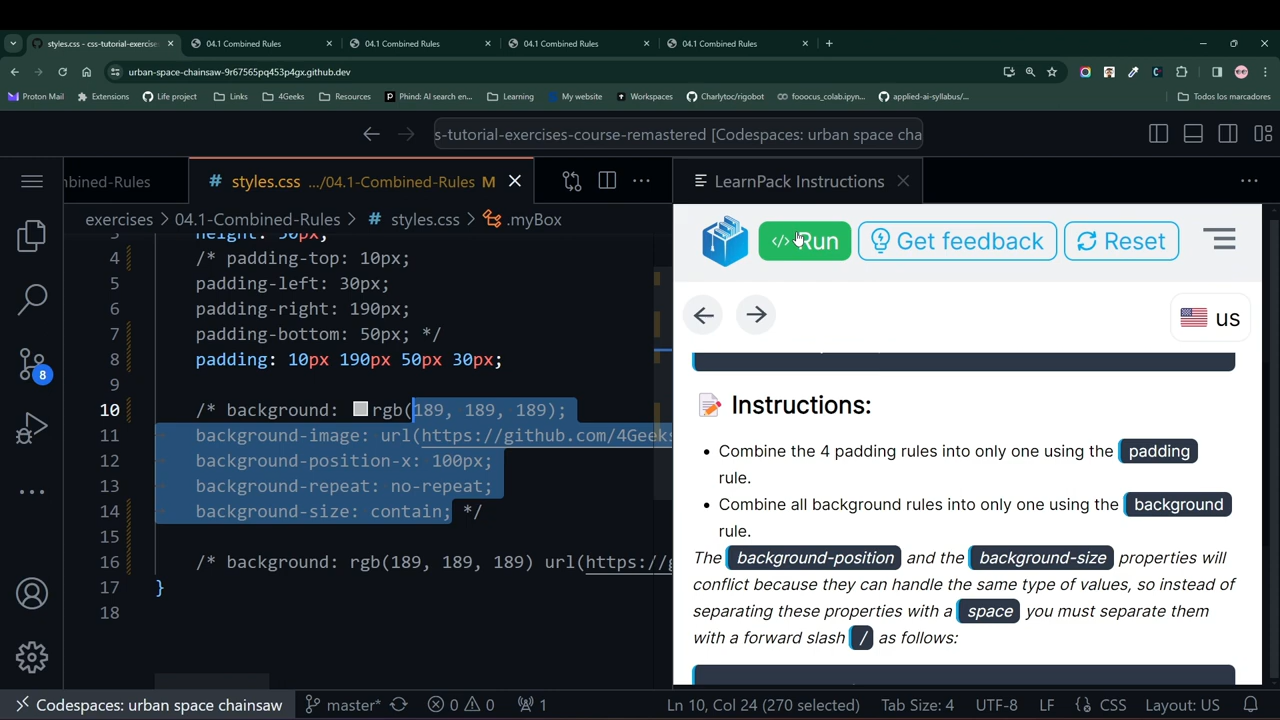 styles.css - css-tutorial-exercise
04.1 Combined Rules
04.1 Combined Rules
04.1 Combined Rules
04.1 Combined Rules
urban-space-chainsaw-9r67565pq453p4gx.github.dev
Proton Mail
Extensions
Life project
Links
4Geeks
Resources
Phind: AI search en...
Learning
My website
Workspaces
Charlytoc/rigobot
fooocus_colab.ipyn...
applied-ai-syllabus/...
Todos los marcadores
s-tutorial-exercises-course-remastered [Codespaces: urban space cha
nbined-Rules
# styles.css .../04.1-Combined-Rules M
LearnPack Instructions
exercises > 04.1-Combined-Rules > # styles.css > .myBox
3 height: 50px;
4 /* padding-top: 10px;
5 padding-left: 30px;
6 padding-right: 190px;
7 padding-bottom: 50px; */
8 padding: 10px 190px 50px 30px;
9
10 /* background: rgb(189, 189, 189);
11 background-image: url(https://github.com/4Geeks
12 background-position-x: 100px;
13 background-repeat: no-repeat;
14 background-size: contain; */
15
16 /* background: rgb(189, 189, 189) url(https://g
17 }
18
8
</> Run
Get feedback
Reset
us
Instructions:
• Combine the 4 padding rules into only one using the padding
rule.
• Combine all background rules into only one using the background
rule.
The background-position and the background-size properties will
conflict because they can handle the same type of values, so instead of
separating these properties with a space you must separate them
with a forward slash / as follows:
Codespaces: urban space chainsaw
master*
0
0
1
Ln 10, Col 24 (270 selected)
Tab Size: 4
UTF-8
LF
{} CSS
Layout: US